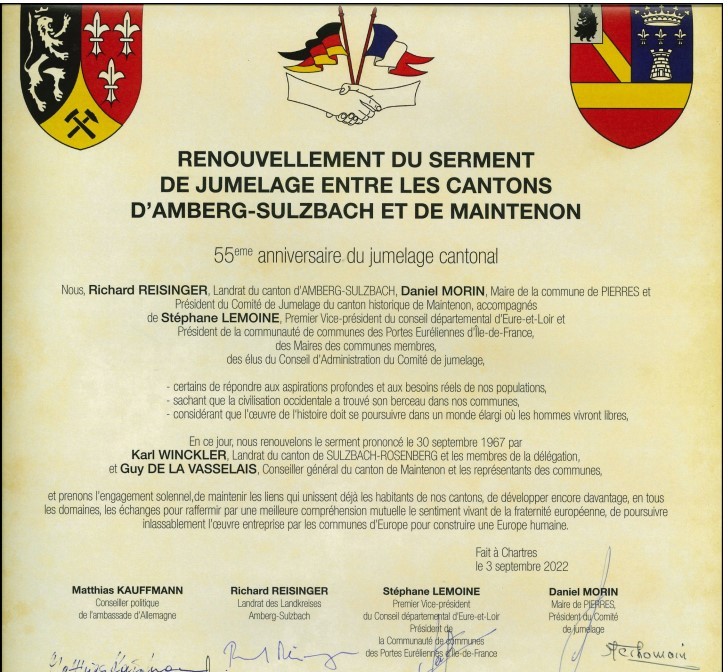 RENOUVELLEMENT DU SERMENT
DE JUMELAGE ENTRE LES CANTONS
D'AMBERG-SULZBACH ET DE MAINTENON
55eme anniversaire du jumelage cantonal
Nous, Richard REISINGER, Landrat du canton d'AMBERG-SULZBACH, Daniel MORIN, Maire de la commune de PIERRES et
Président du Comité de Jumelage du canton historique de Maintenon, accompagnés
de Stéphane LEMOINE, Premier Vice-président du conseil départemental d'Eure-et-Loir et
Président de la communauté de communes des Portes Euréliennes d'Île-de-France,
des Maires des communes membres,
des élus du Conseil d'Administration du Comité de jumelage,
- certains de répondre aux aspirations profondes et aux besoins réels de nos populations,
- sachant que la civilisation occidentale a trouvé son berceau dans nos communes,
- considérant que l'œuvre de l'histoire doit se poursuivre dans un monde élargi où les hommes vivront libres,
En ce jour, nous renouvelons le serment prononcé le 30 septembre 1967 par
Karl WINCKLER, Landrat du canton de SULZBACH-ROSENBERG et les membres de la délégation,
et Guy DE LA VASSELAIS, Conseiller général du canton de Maintenon et les représentants des communes,
et prenons l'engagement solennel,de maintenir les liens qui unissent déjà les habitants de nos cantons, de développer encore davantage, en tous
les domaines, les échanges pour raffermir par une meilleure compréhension mutuelle le sentiment vivant de la fraternité européenne, de poursuivre
inlassablement l'œuvre entreprise par les communes d'Europe pour construire une Europe humaine.
Fait à Chartres
le 3 septembre 2022
Matthias KAUFFMANN
Conseiller politique
de l'ambassade d'Allemagne
Richard REISINGER
Landrat des Landkreises
Amberg-Sulzbach
Stéphane LEMOINE
Premier Vice-président
du Conseil départemental d'Eure-et-Loir
Président de
la Communauté de communes
des Portes Euréliennes d'Île-de-France
Daniel MORIN
Maire de PIERRES,
Président du Comité
de jumelage